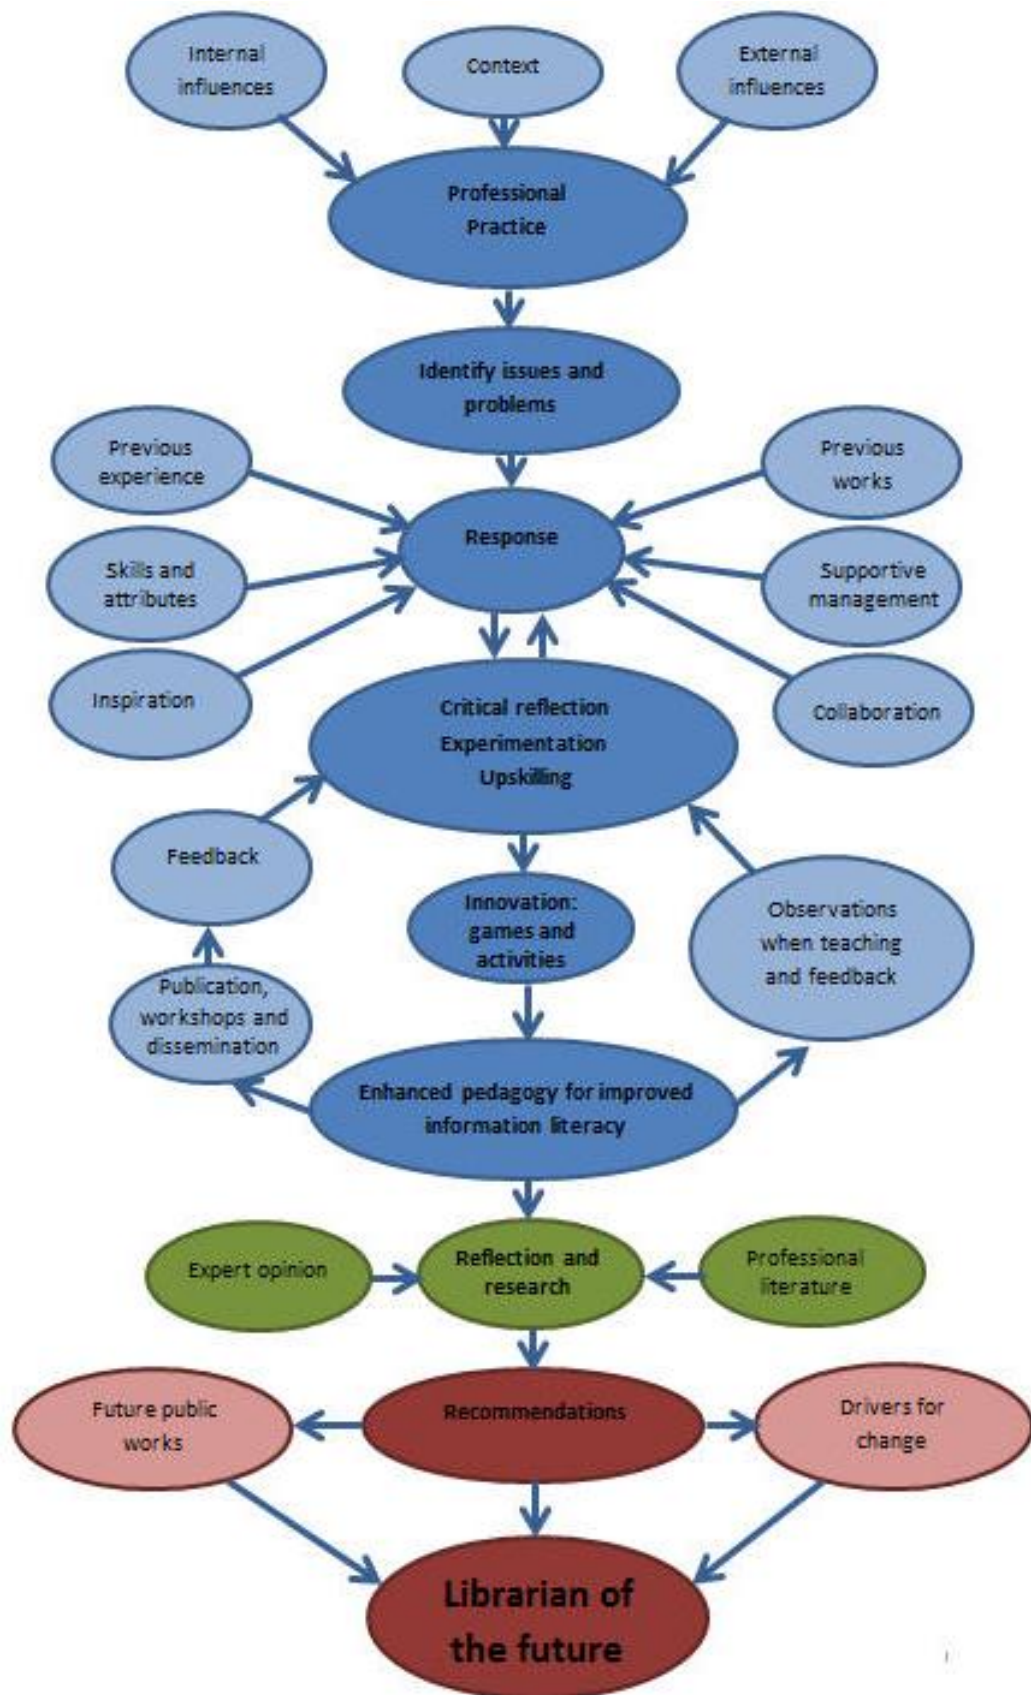 Internal
influences
Context
External
influences
Professional
Practice
Identify issues and
problems
Previous
experience
Previous
works
Response
Skills and
attributes
Supportive
management
Inspiration
Collaboration
Critical reflection
Experimentation
Upskilling
Feedback
Innovation:
games and
activities
Observations
when teaching
and feedback
Publication,
workshops and
dissemination
Enhanced pedagogy for improved
information literacy
Expert opinion
Reflection and
research
Professional
literature
Future public
works
Recommendations
Drivers for
change
Librarian of
the future